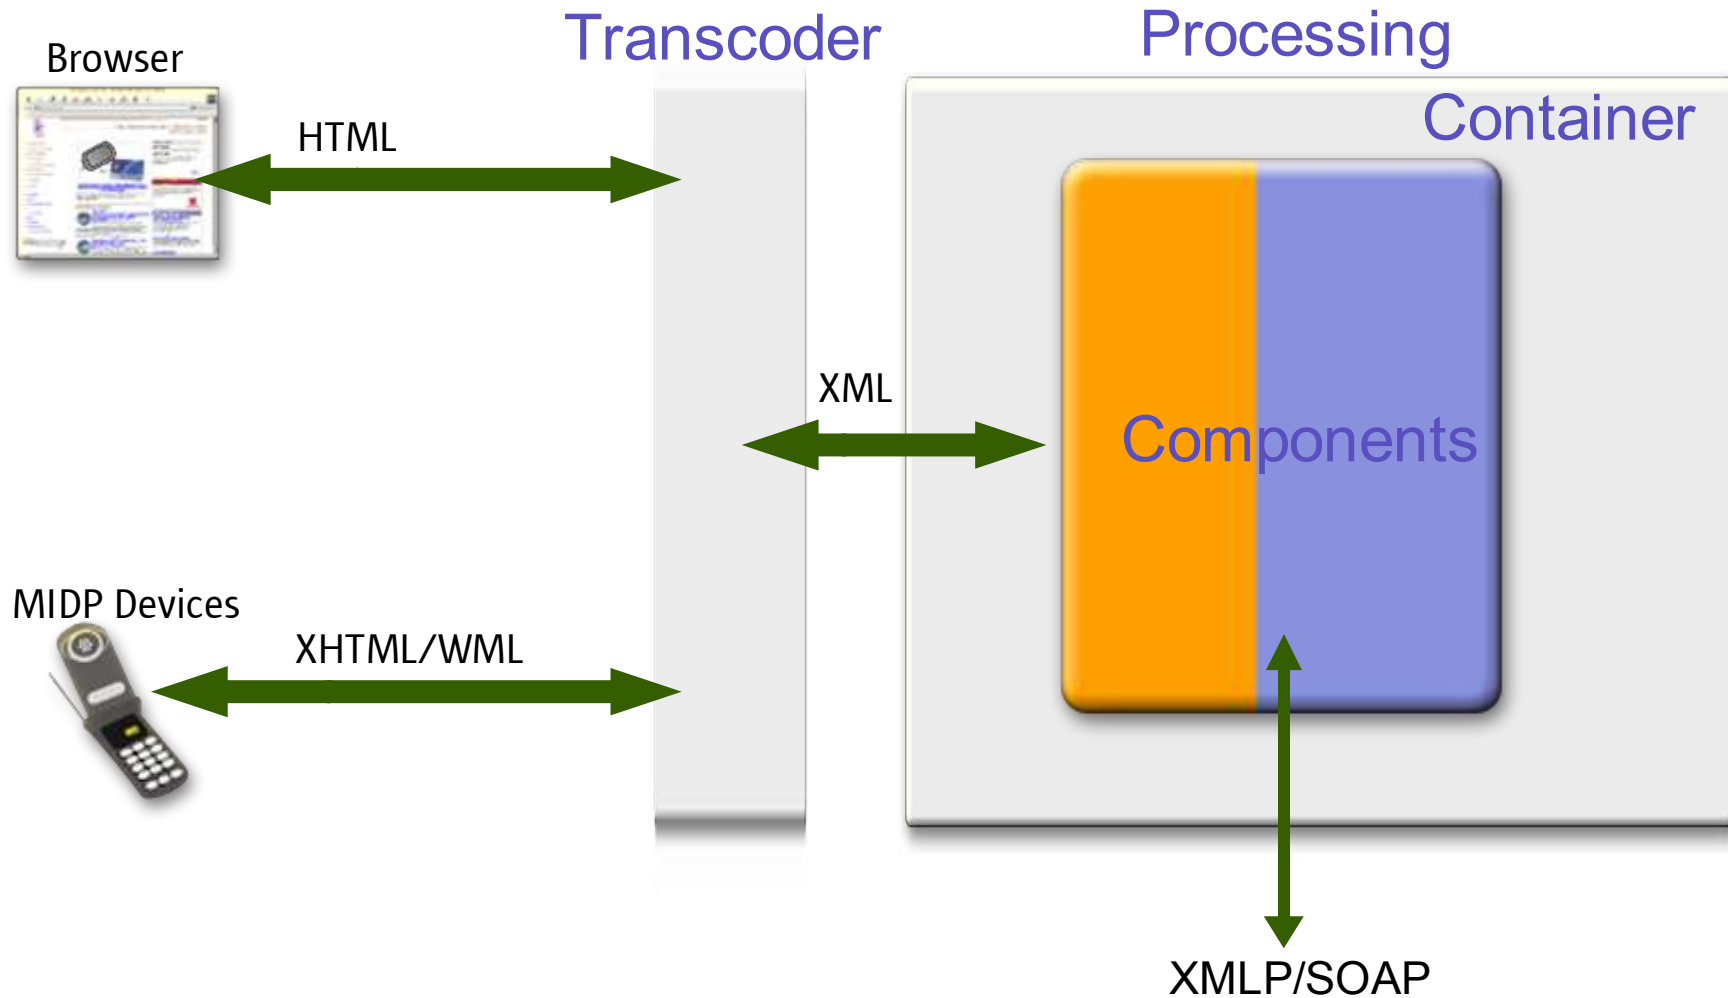 Transcoder
Processing
Browser
Container
HTML
XML
Components
MIDP Devices
XHTML/WML
XMLP/SOAP